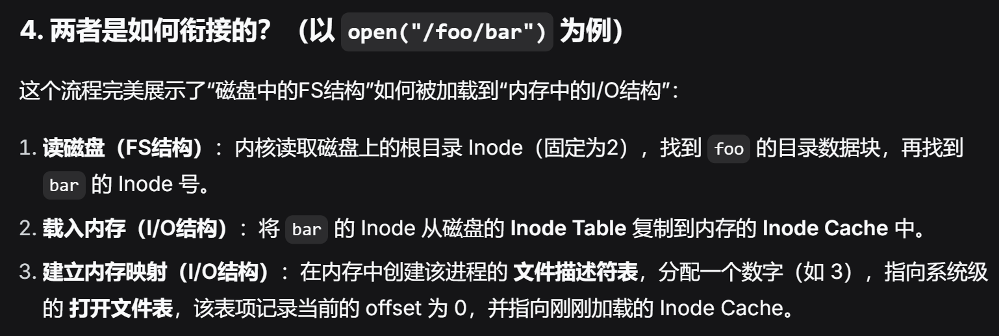 4. 两者是如何衔接的？（以 open("/foo/bar") 为例）
这个流程完美展示了“磁盘中的FS结构”如何被加载到“内存中的I/O结构”：
1. 读磁盘（FS结构）：内核读取磁盘上的根目录 Inode（固定为2），找到 foo 的目录数据块，再找到
bar 的 Inode 号。
2. 载入内存（I/O结构）：将 bar 的 Inode 从磁盘的 Inode Table 复制到内存的 Inode Cache 中。
3. 建立内存映射（I/O结构）：在内存中创建该进程的 文件描述符表，分配一个数字（如 3），指向系统级
的 打开文件表，该表项记录当前的 offset 为 0，并指向刚刚加载的 Inode Cache。